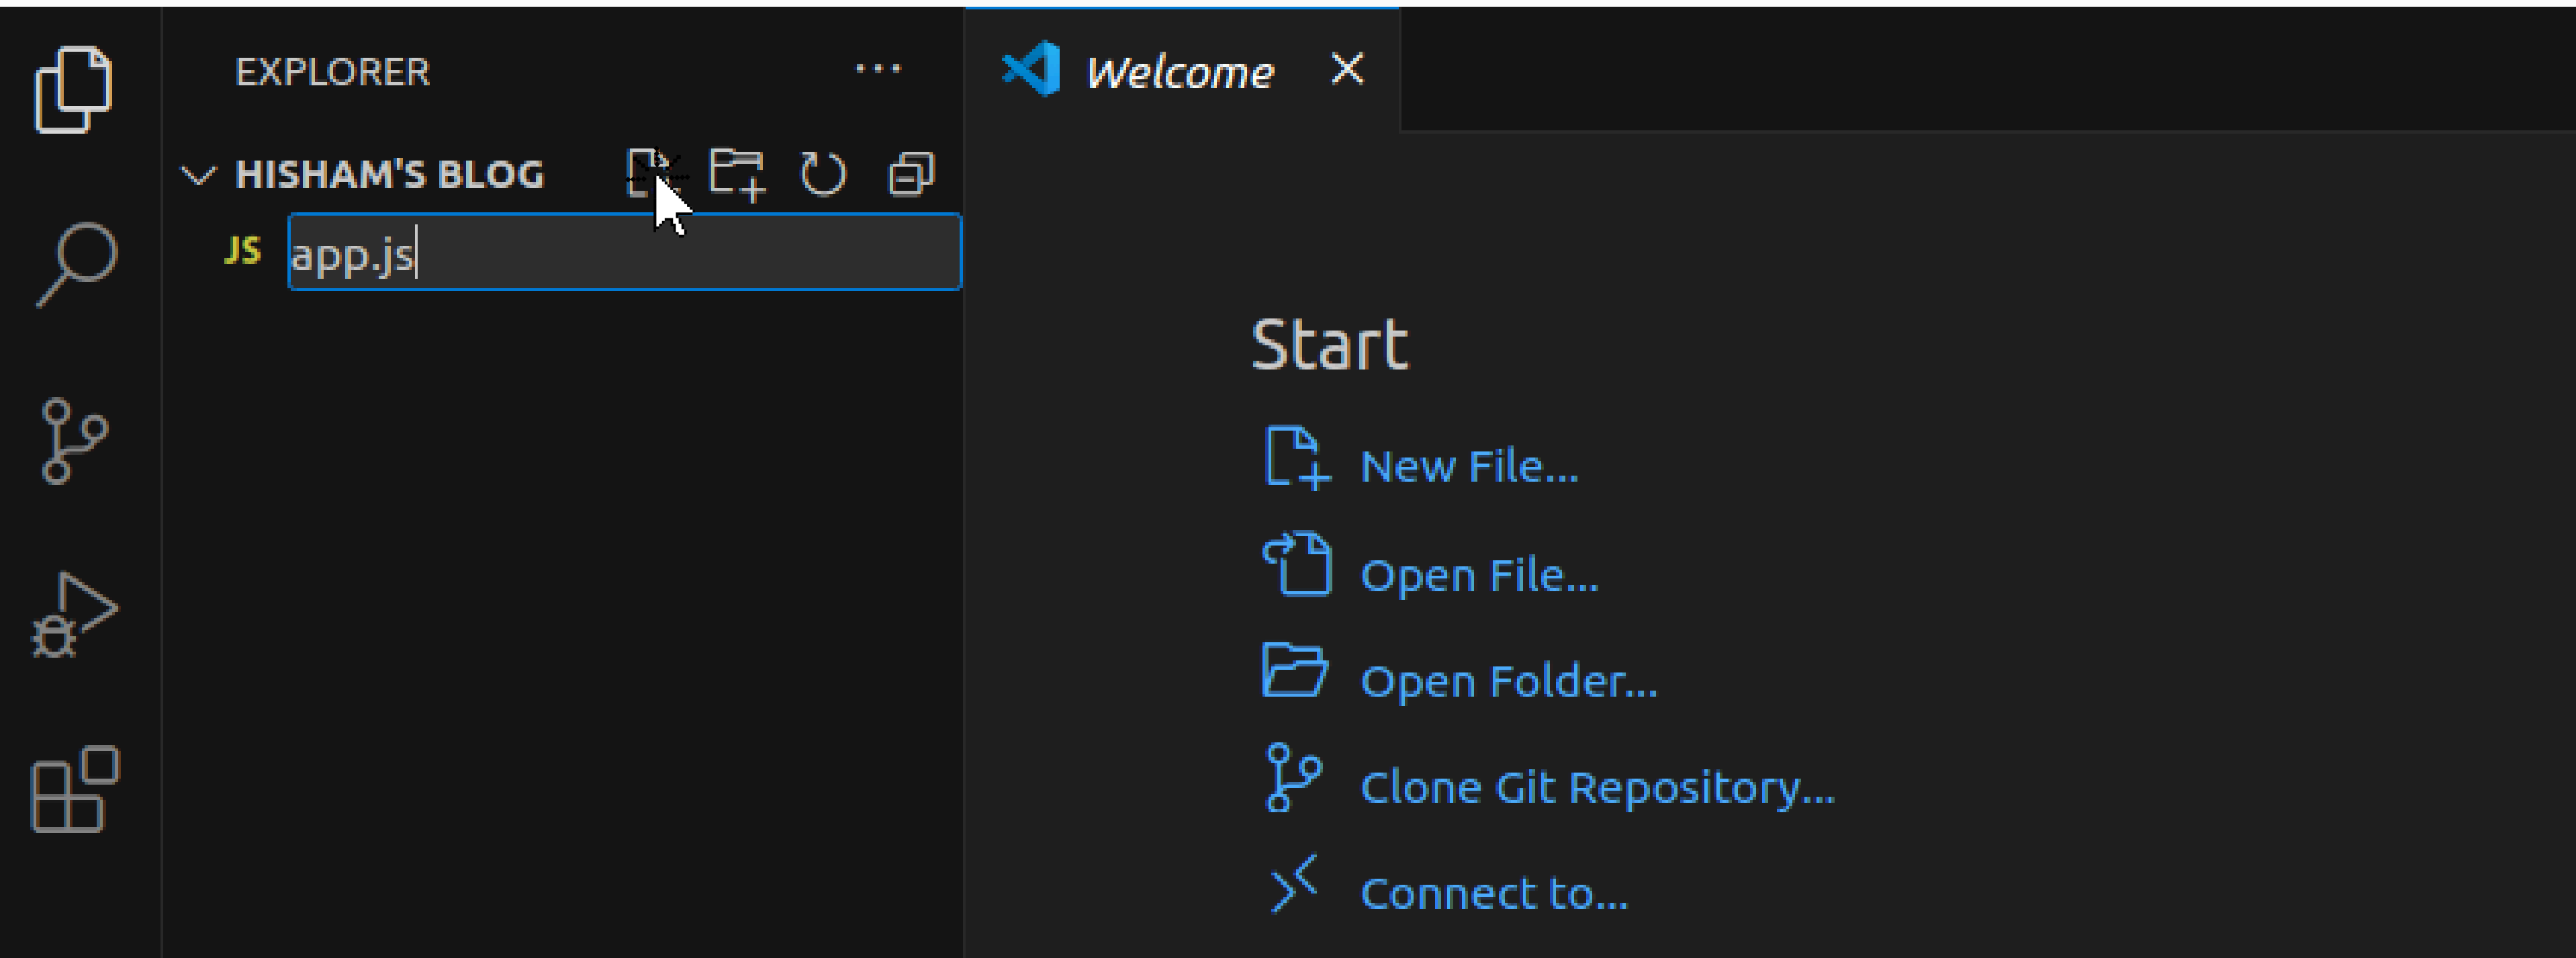 EXPLORER
HISHAM'S BLOG
JS app.js
Welcome
Start
New File...
Open File...
Open Folder...
Clone Git Repository...
Connect to...